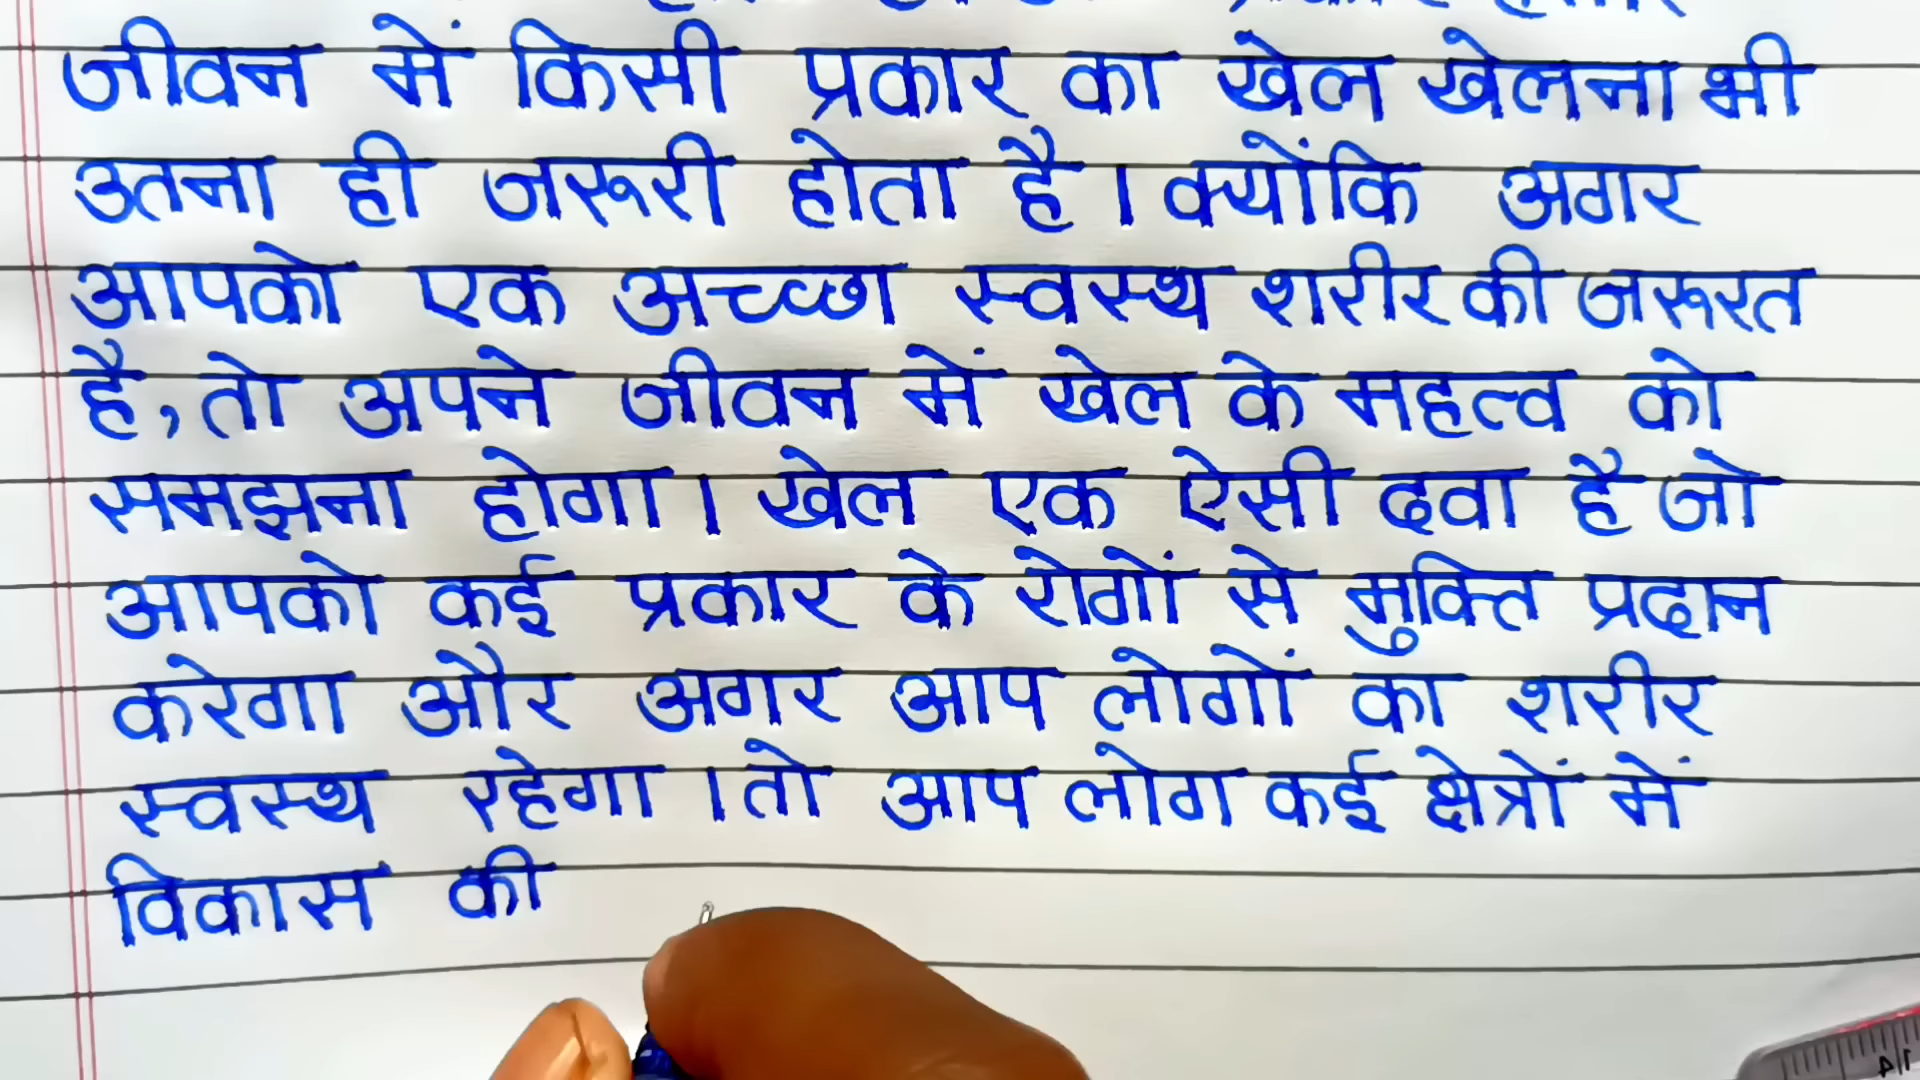 जीवन में किसी प्रकार का खेल खेलना भी
उतना ही जरूरी होता है। क्योंकि अगर
आपको एक अच्छा स्वस्थ शरीर की जरूरत
है, तो अपने जीवन में खेल के महत्व को
समझना होगा। खेल एक ऐसी दवा है जो
आपको कई प्रकार के रोगों से मुक्ति प्रदान
करेगा और अगर आप लोगों का शरीर
स्वस्थ रहेगा । तो आप लोग कई क्षेत्रों में
विकास की
14